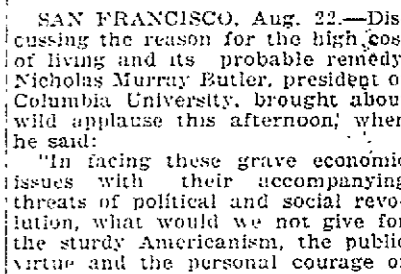 SAN FRANCISCO, Aug. 22.—Dis
cussing the reason for the high cos
of living and its probable remedy
Nicholas Murray Butler, president o
Columbia University, brought abou
wild applause this afternoon, when
he said:
"In facing these grave economic
issues with their accompanying
threats of political and social revo
lution, what would we not give for
the sturdy Americanism, the public
virtue and the personal courage o